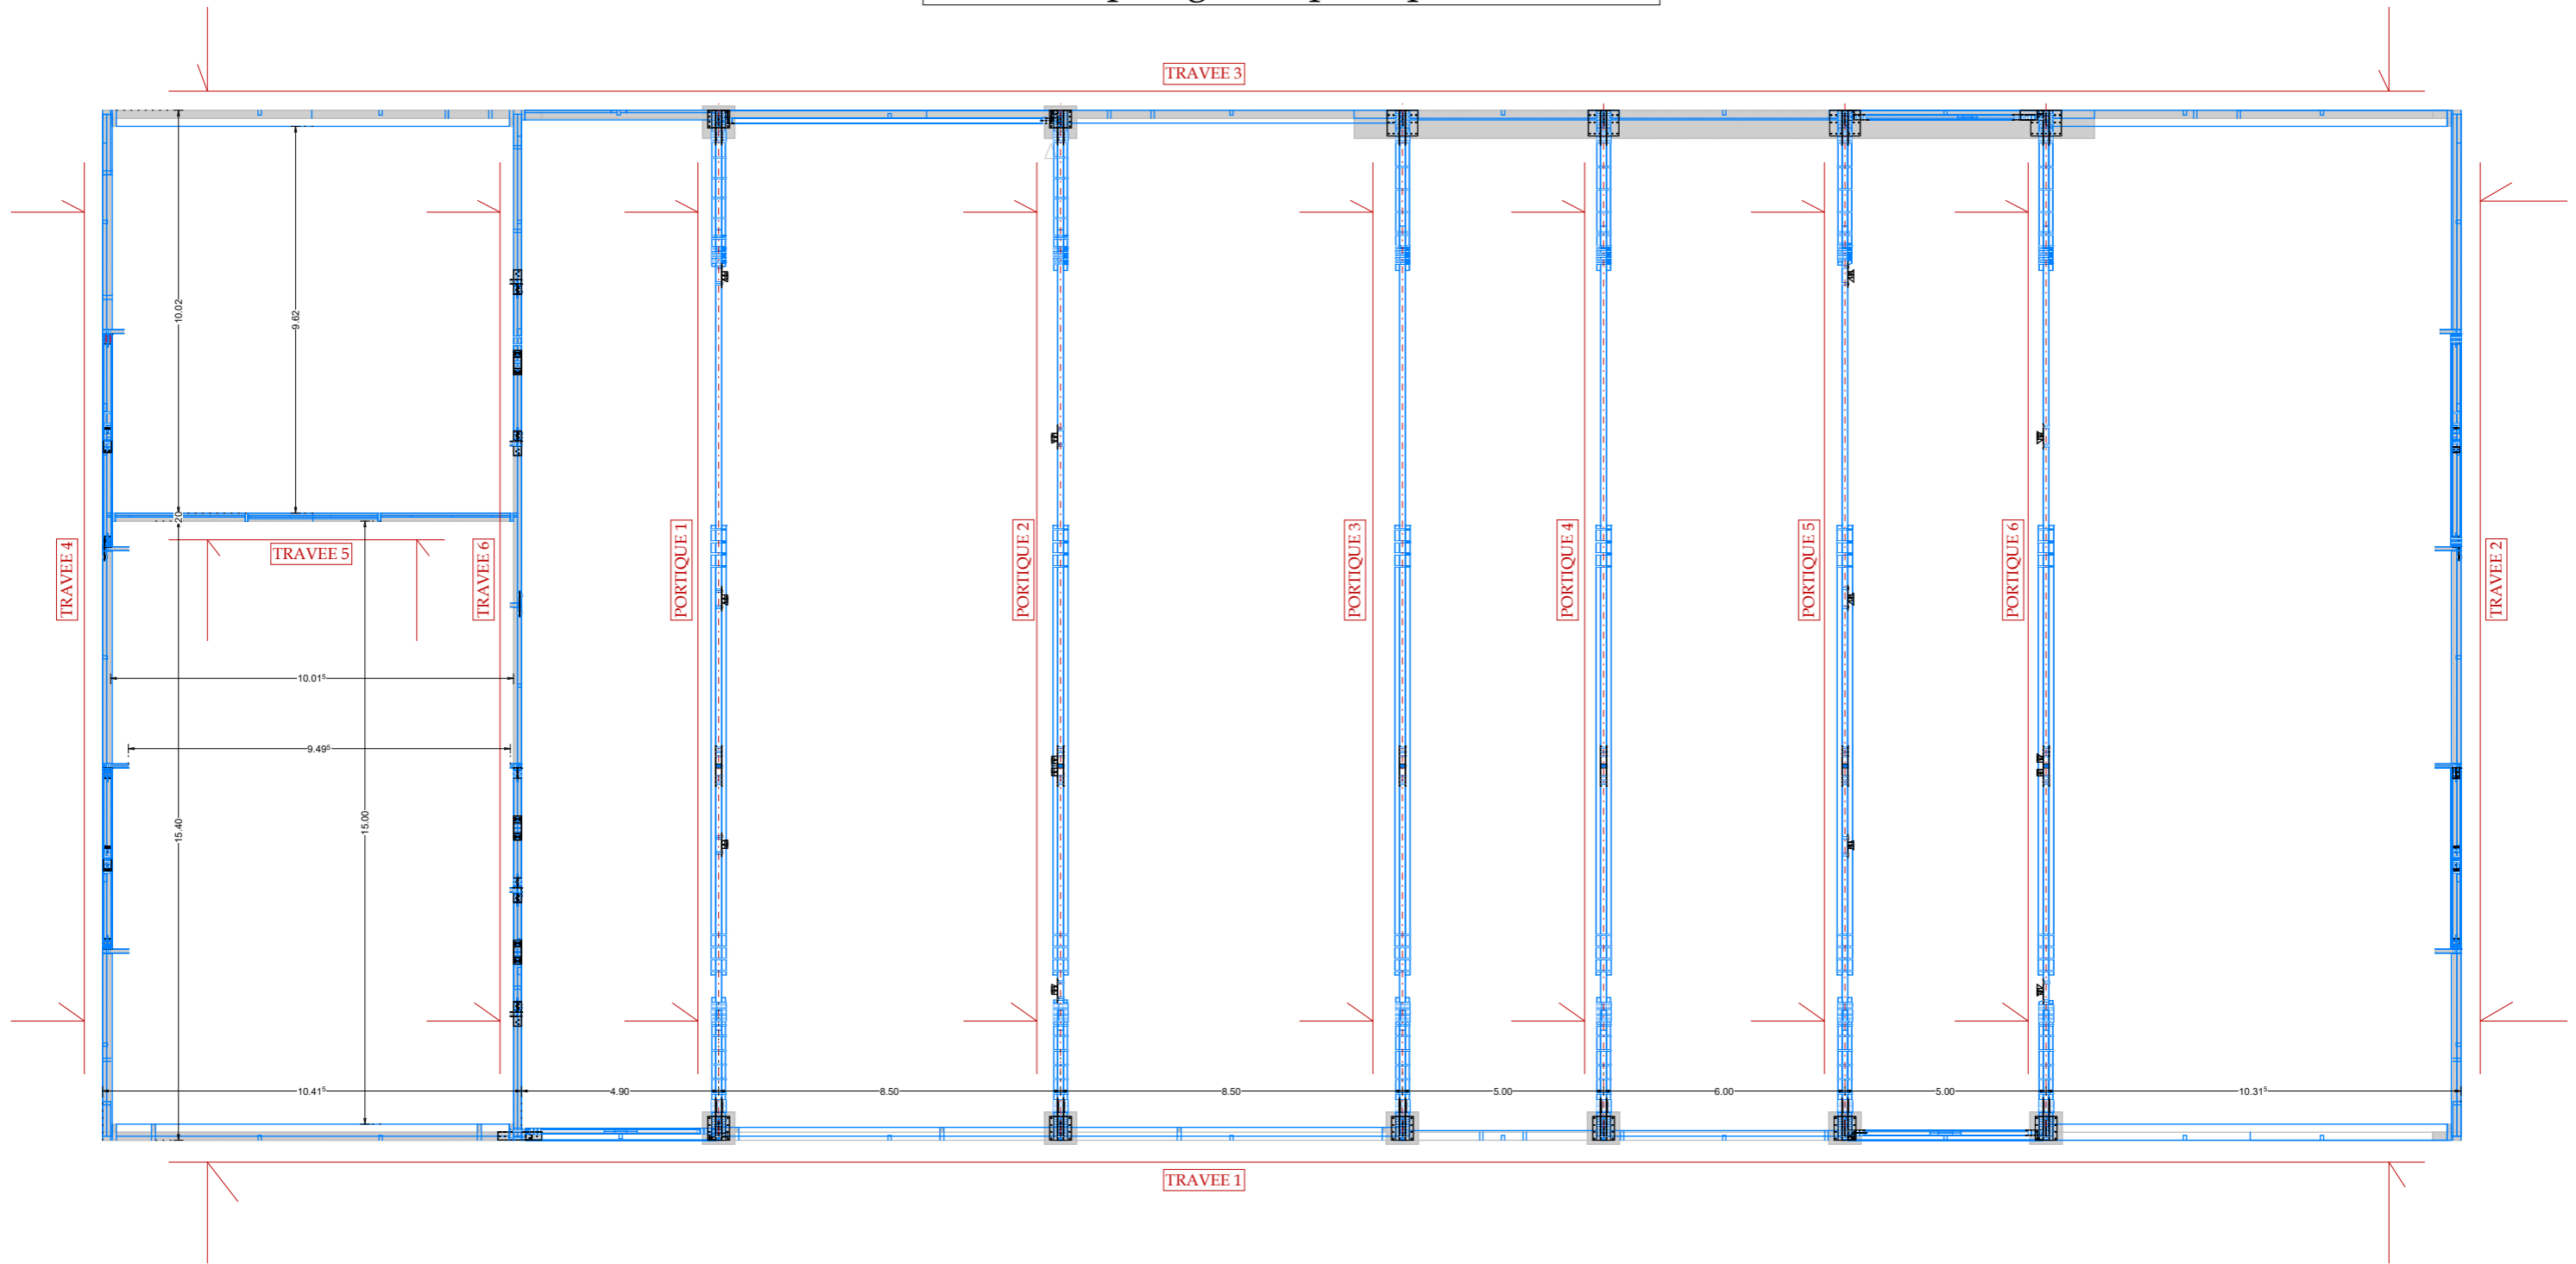 TRAVEE 3
10.02
9.62
20
TRAVEE 4
TRAVEE 5
TRAVEE 6
PORTIQUE 1
PORTIQUE 2
PORTIQUE 3
PORTIQUE 4
PORTIQUE 5
PORTIQUE 6
TRAVEE 2
10.01⁵
9.49⁵
15.40
15.00
10.41⁵
4.90
8.50
8.50
5.00
6.00
5.00
10.31⁵
TRAVEE 1